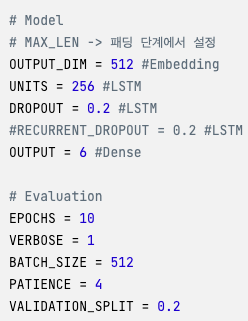 # Model
# MAX_LEN -> 패딩 단계에서 설정
OUTPUT_DIM = 512 #Embedding
UNITS = 256 #LSTM
DROPOUT = 0.2 #LSTM
#RECURRENT_DROPOUT = 0.2 #LSTM
OUTPUT = 6 #Dense
# Evaluation
EPOCHS = 10
VERBOSE = 1
BATCH_SIZE = 512
PATIENCE = 4
VALIDATION_SPLIT = 0.2